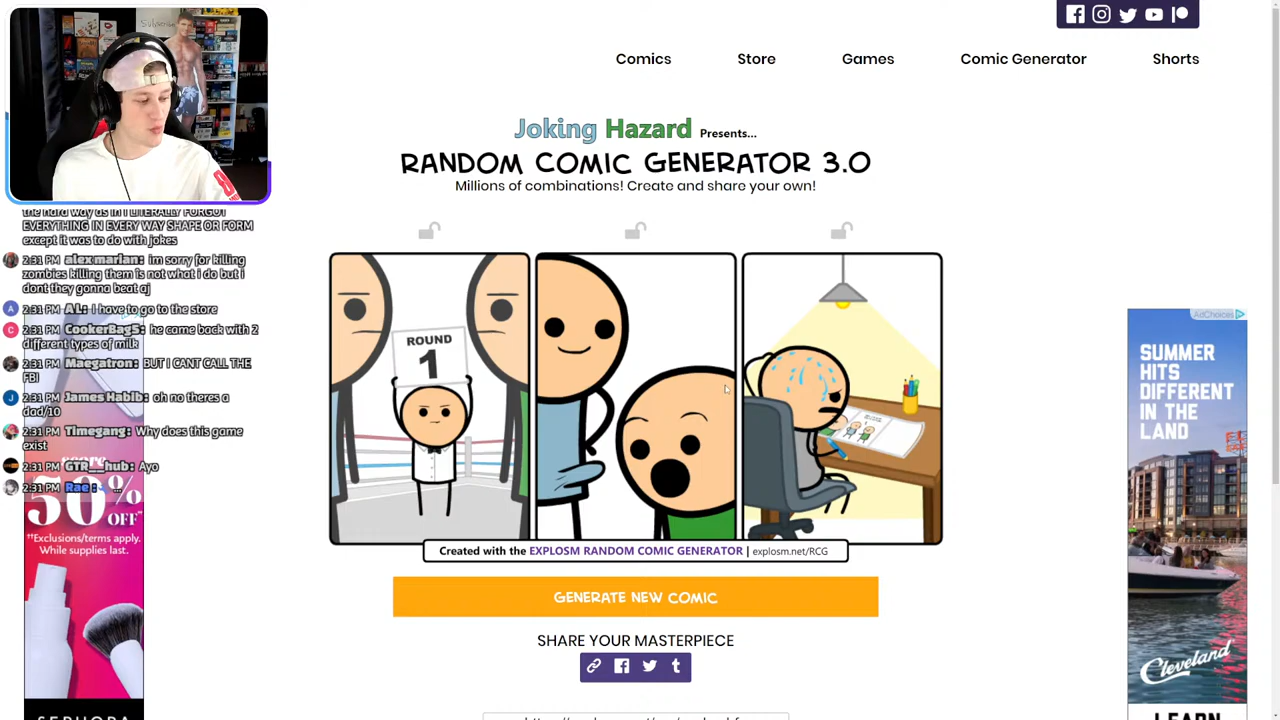 Comics
Store
Games
Comic Generator
Shorts
Joking Hazard Presents...
RANDOM COMIC GENERATOR 3.0
Millions of combinations! Create and share your own!
the hard way as in I LITERALLY FORGOT
EVERYTHING IN EVERY WAY SHAPE OR FORM
except it was to do with jokes
2:31 PM alex marian: im sorry for killing
zombies killing them is not what i do but i
dont they gonna beat aj
A 2:31 PM AL: I have to go to the store
C 2:31 PM CookerBag5: he came back with 2
different types of milk
2:31 PM Maegatron: BUT I CANT CALL THE
FBI
J 2:31 PM James Habib: oh no theres a
dad/10
2:31 PM Timegang: Why does this game
exist
2:31 PM GTR__hub: Ayo
2:31 PM Rae: ...
ROUND
1
Created with the EXPLOSM RANDOM COMIC GENERATOR | explosm.net/RCG
GENERATE NEW COMIC
SHARE YOUR MASTERPIECE
50% OFF*
††Exclusions/terms apply.
While supplies last.
SEPHORA
AdChoices
SUMMER
HITS
DIFFERENT
IN THE
LAND
Cleveland
LEARN